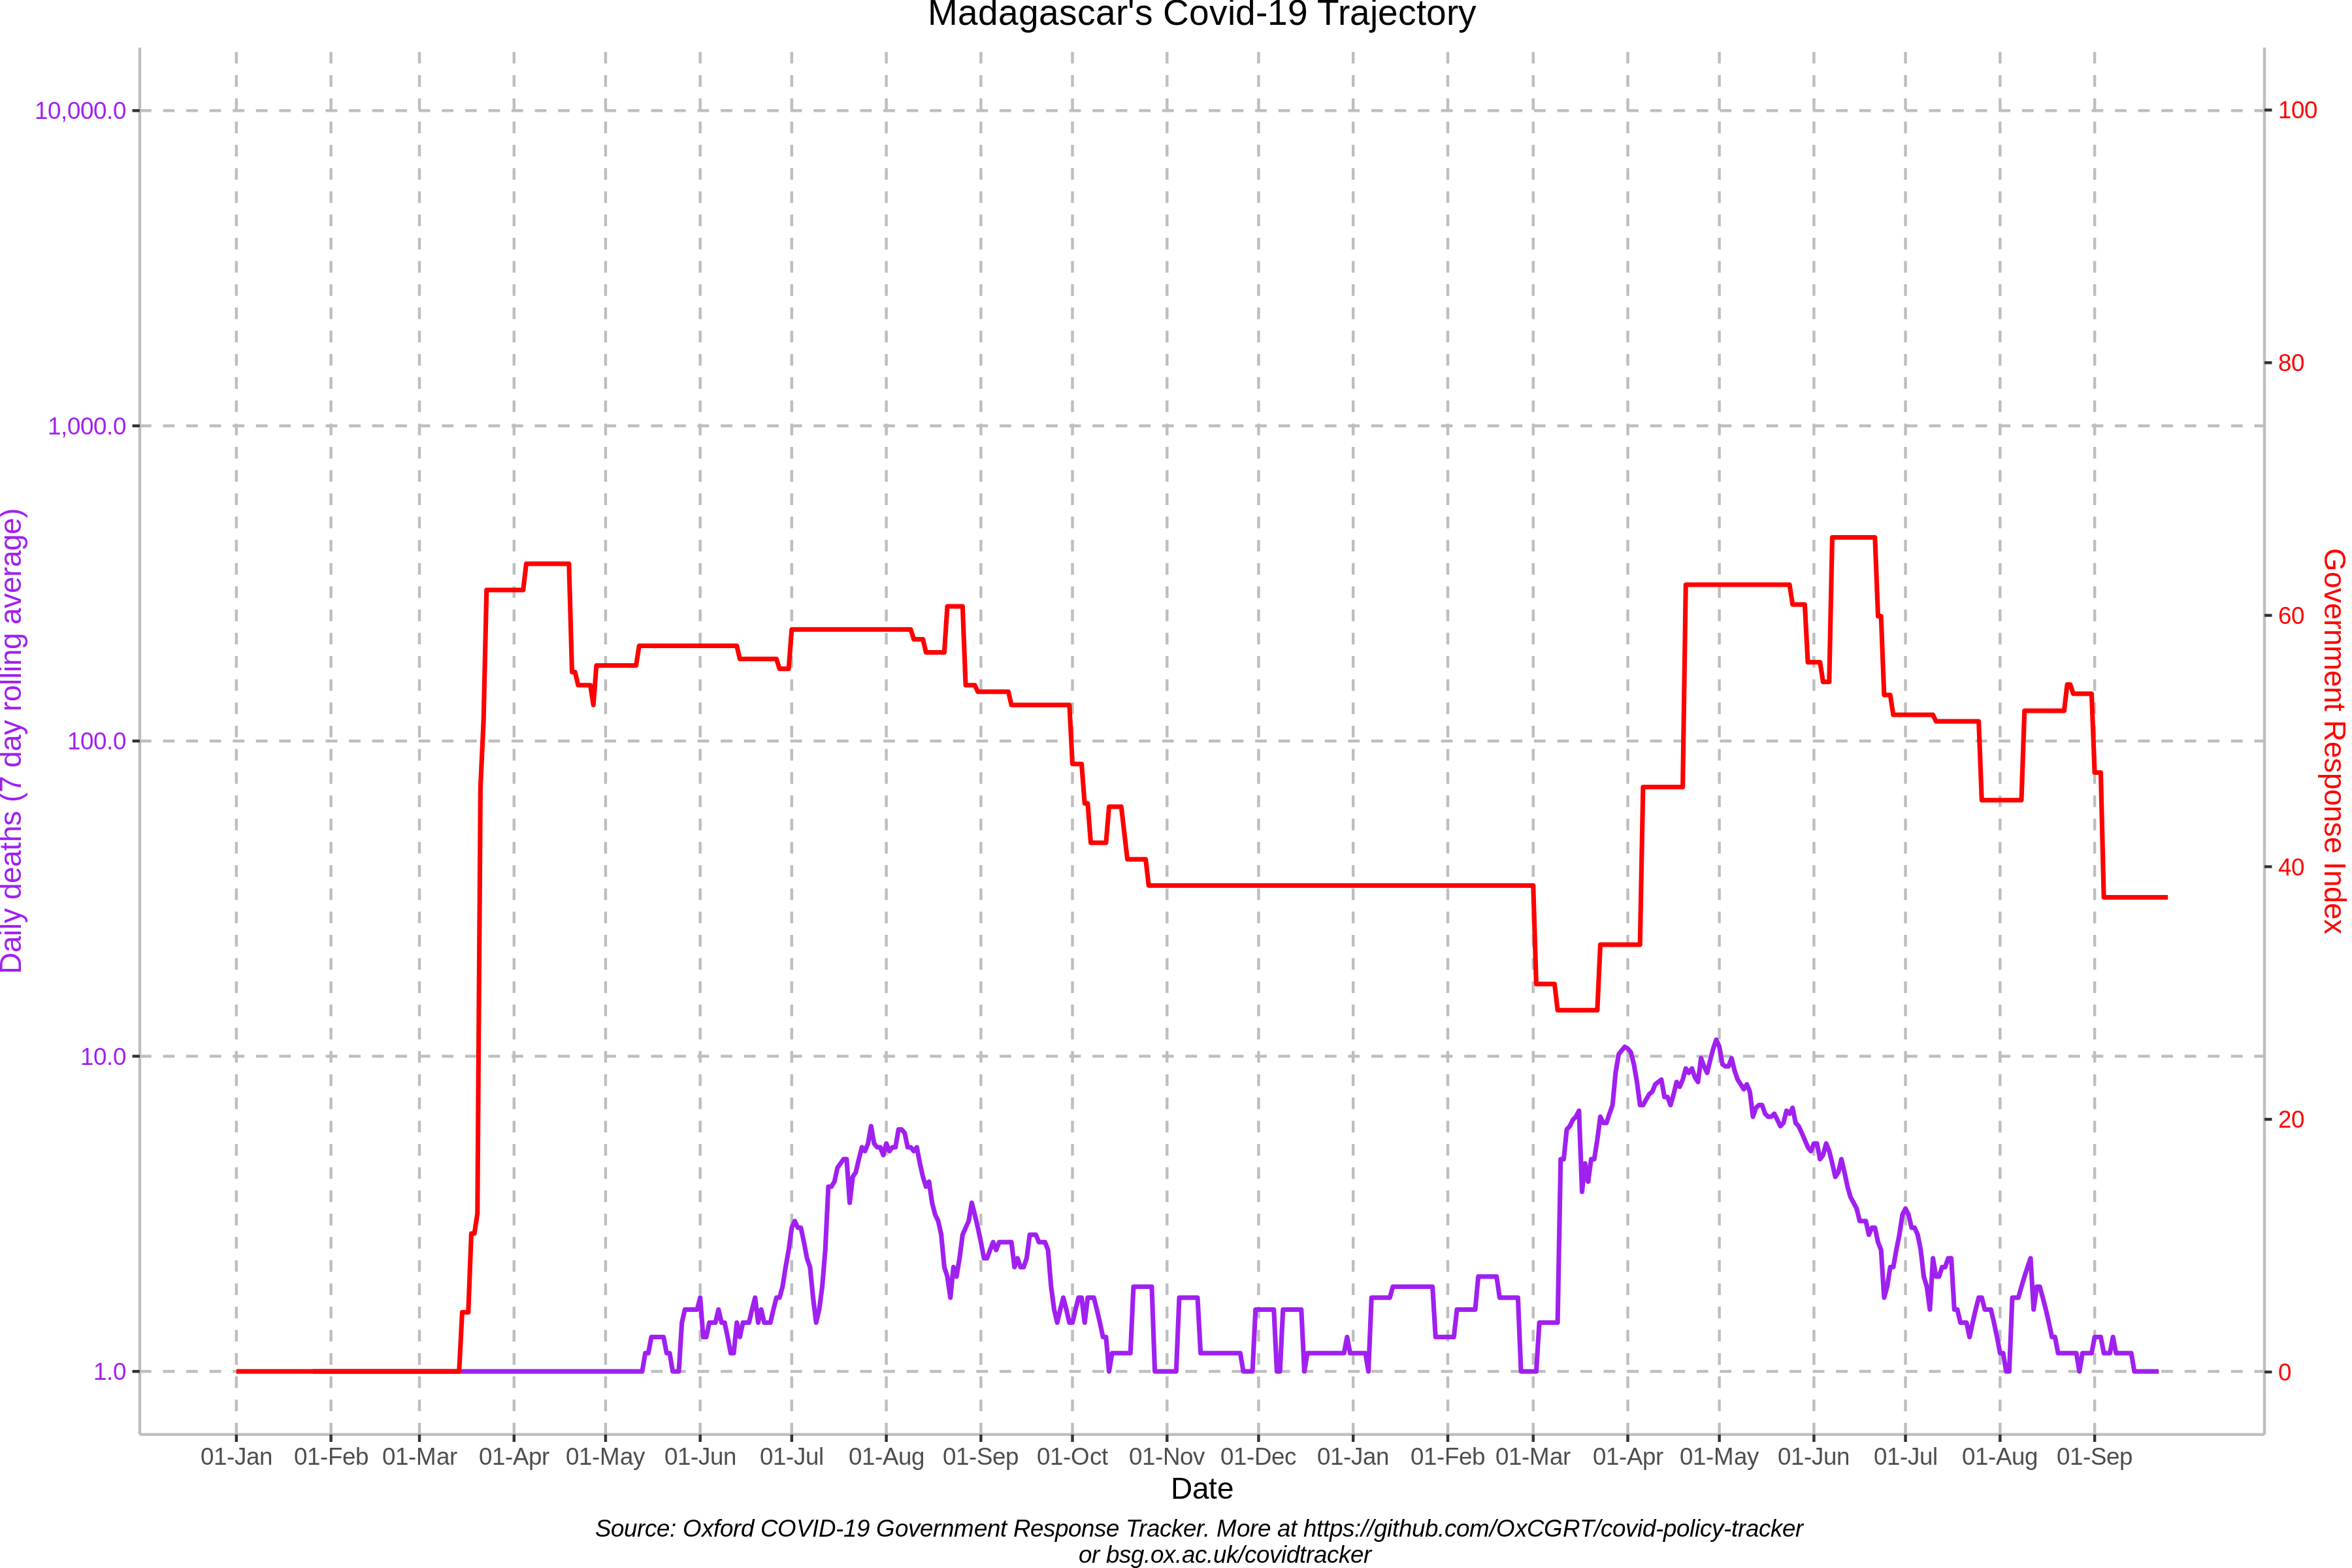 Madagascar's Covid-19 Trajectory
10,000.0
1,000.0
100.0
10.0
1.0
Daily deaths (7 day rolling average)
100
80
60
40
20
0
Government Response Index
01-Jan 01-Feb 01-Mar 01-Apr 01-May 01-Jun 01-Jul 01-Aug 01-Sep 01-Oct 01-Nov 01-Dec 01-Jan 01-Feb 01-Mar 01-Apr 01-May 01-Jun 01-Jul 01-Aug 01-Sep
Date
Source: Oxford COVID-19 Government Response Tracker. More at https://github.com/OxCGRT/covid-policy-tracker
or bsg.ox.ac.uk/covidtracker